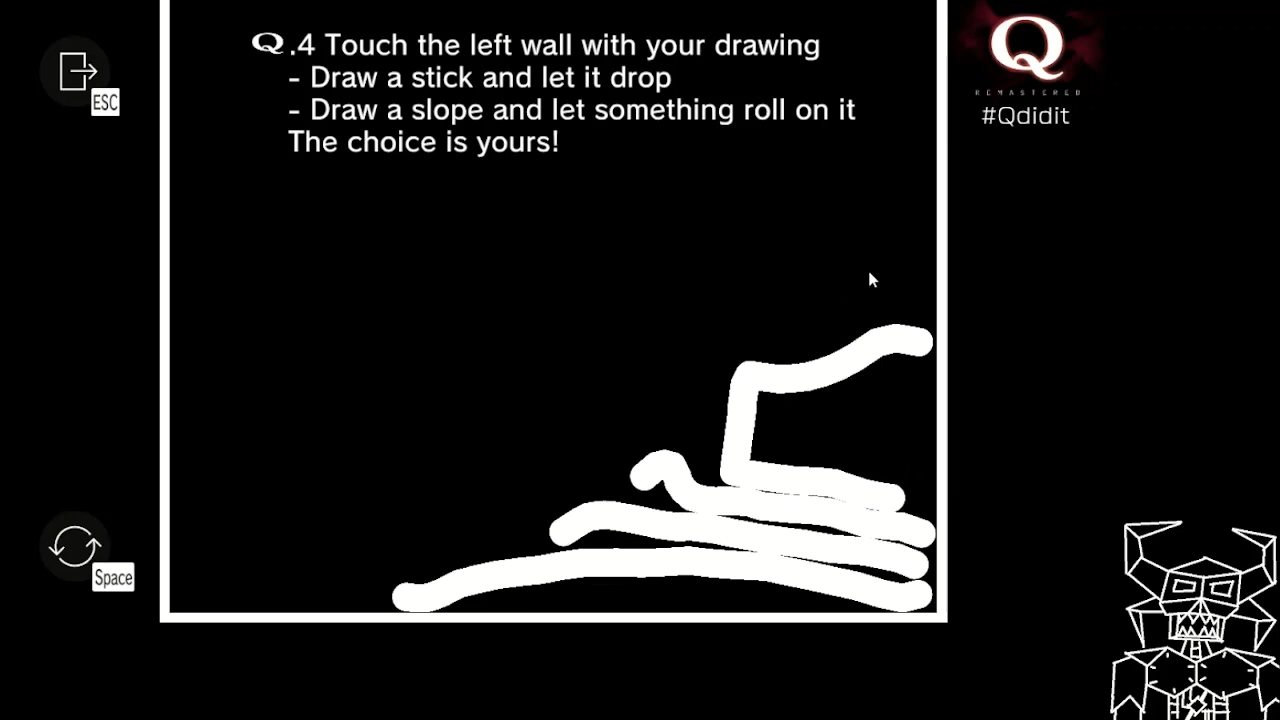 Q.4 Touch the left wall with your drawing
- Draw a stick and let it drop
- Draw a slope and let something roll on it
The choice is yours!
ESC
Space
Q
REMASTERED
#Qdidit